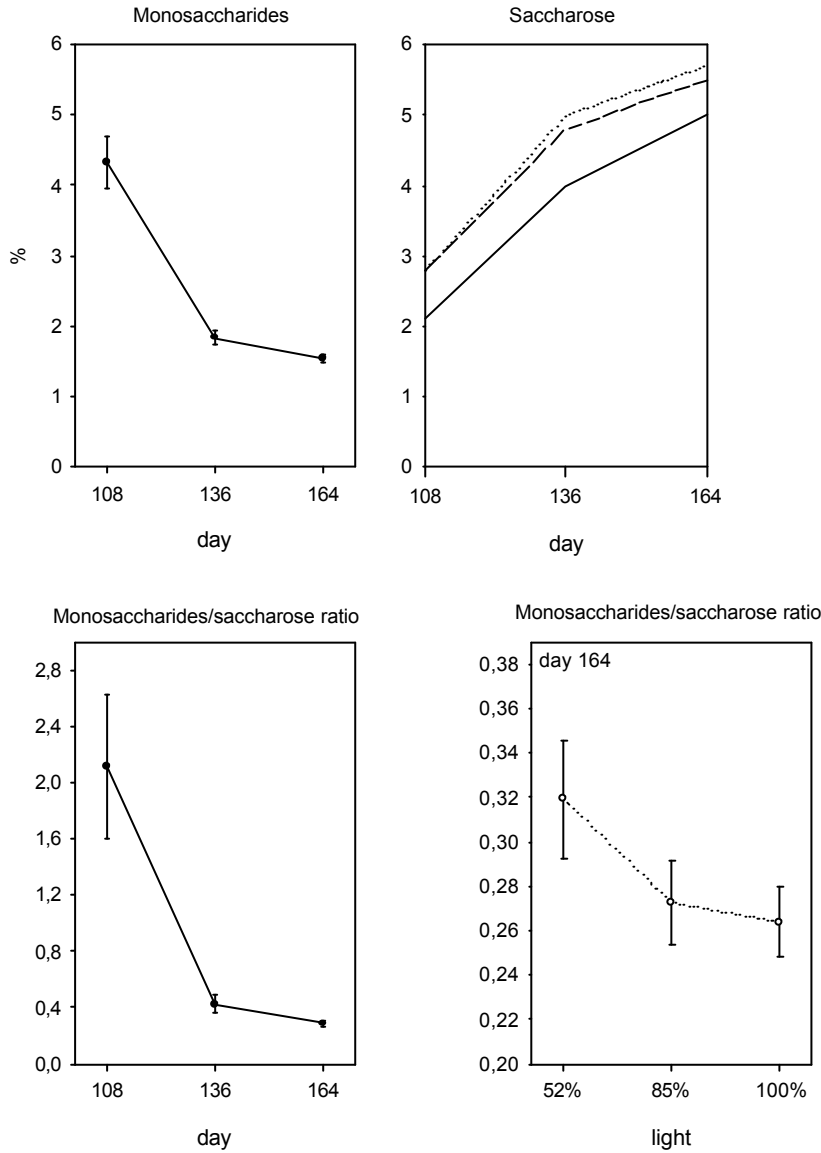 Monosaccharides
6
5
4
3
2
1
0
%
108 136 164
day
Saccharose
6
5
4
3
2
1
0
108 136 164
day
Monosaccharides/saccharose ratio
2,8
2,4
2,0
1,6
1,2
0,8
0,4
0,0
108 136 164
day
Monosaccharides/saccharose ratio
day 164
0,38
0,36
0,34
0,32
0,30
0,28
0,26
0,24
0,22
0,20
52% 85% 100%
light